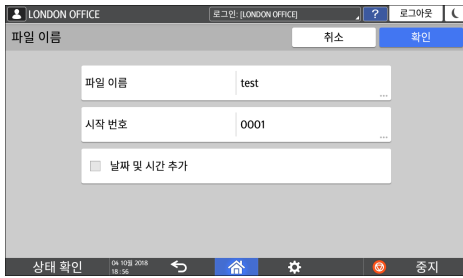 LONDON OFFICE
로그인: [LONDON OFFICE]
?
로그아웃
파일 이름
취소
확인
파일 이름
test
...
시작 번호
0001
...
날짜 및 시간 추가
상태 확인
04 10월 2018
18 : 56
중지